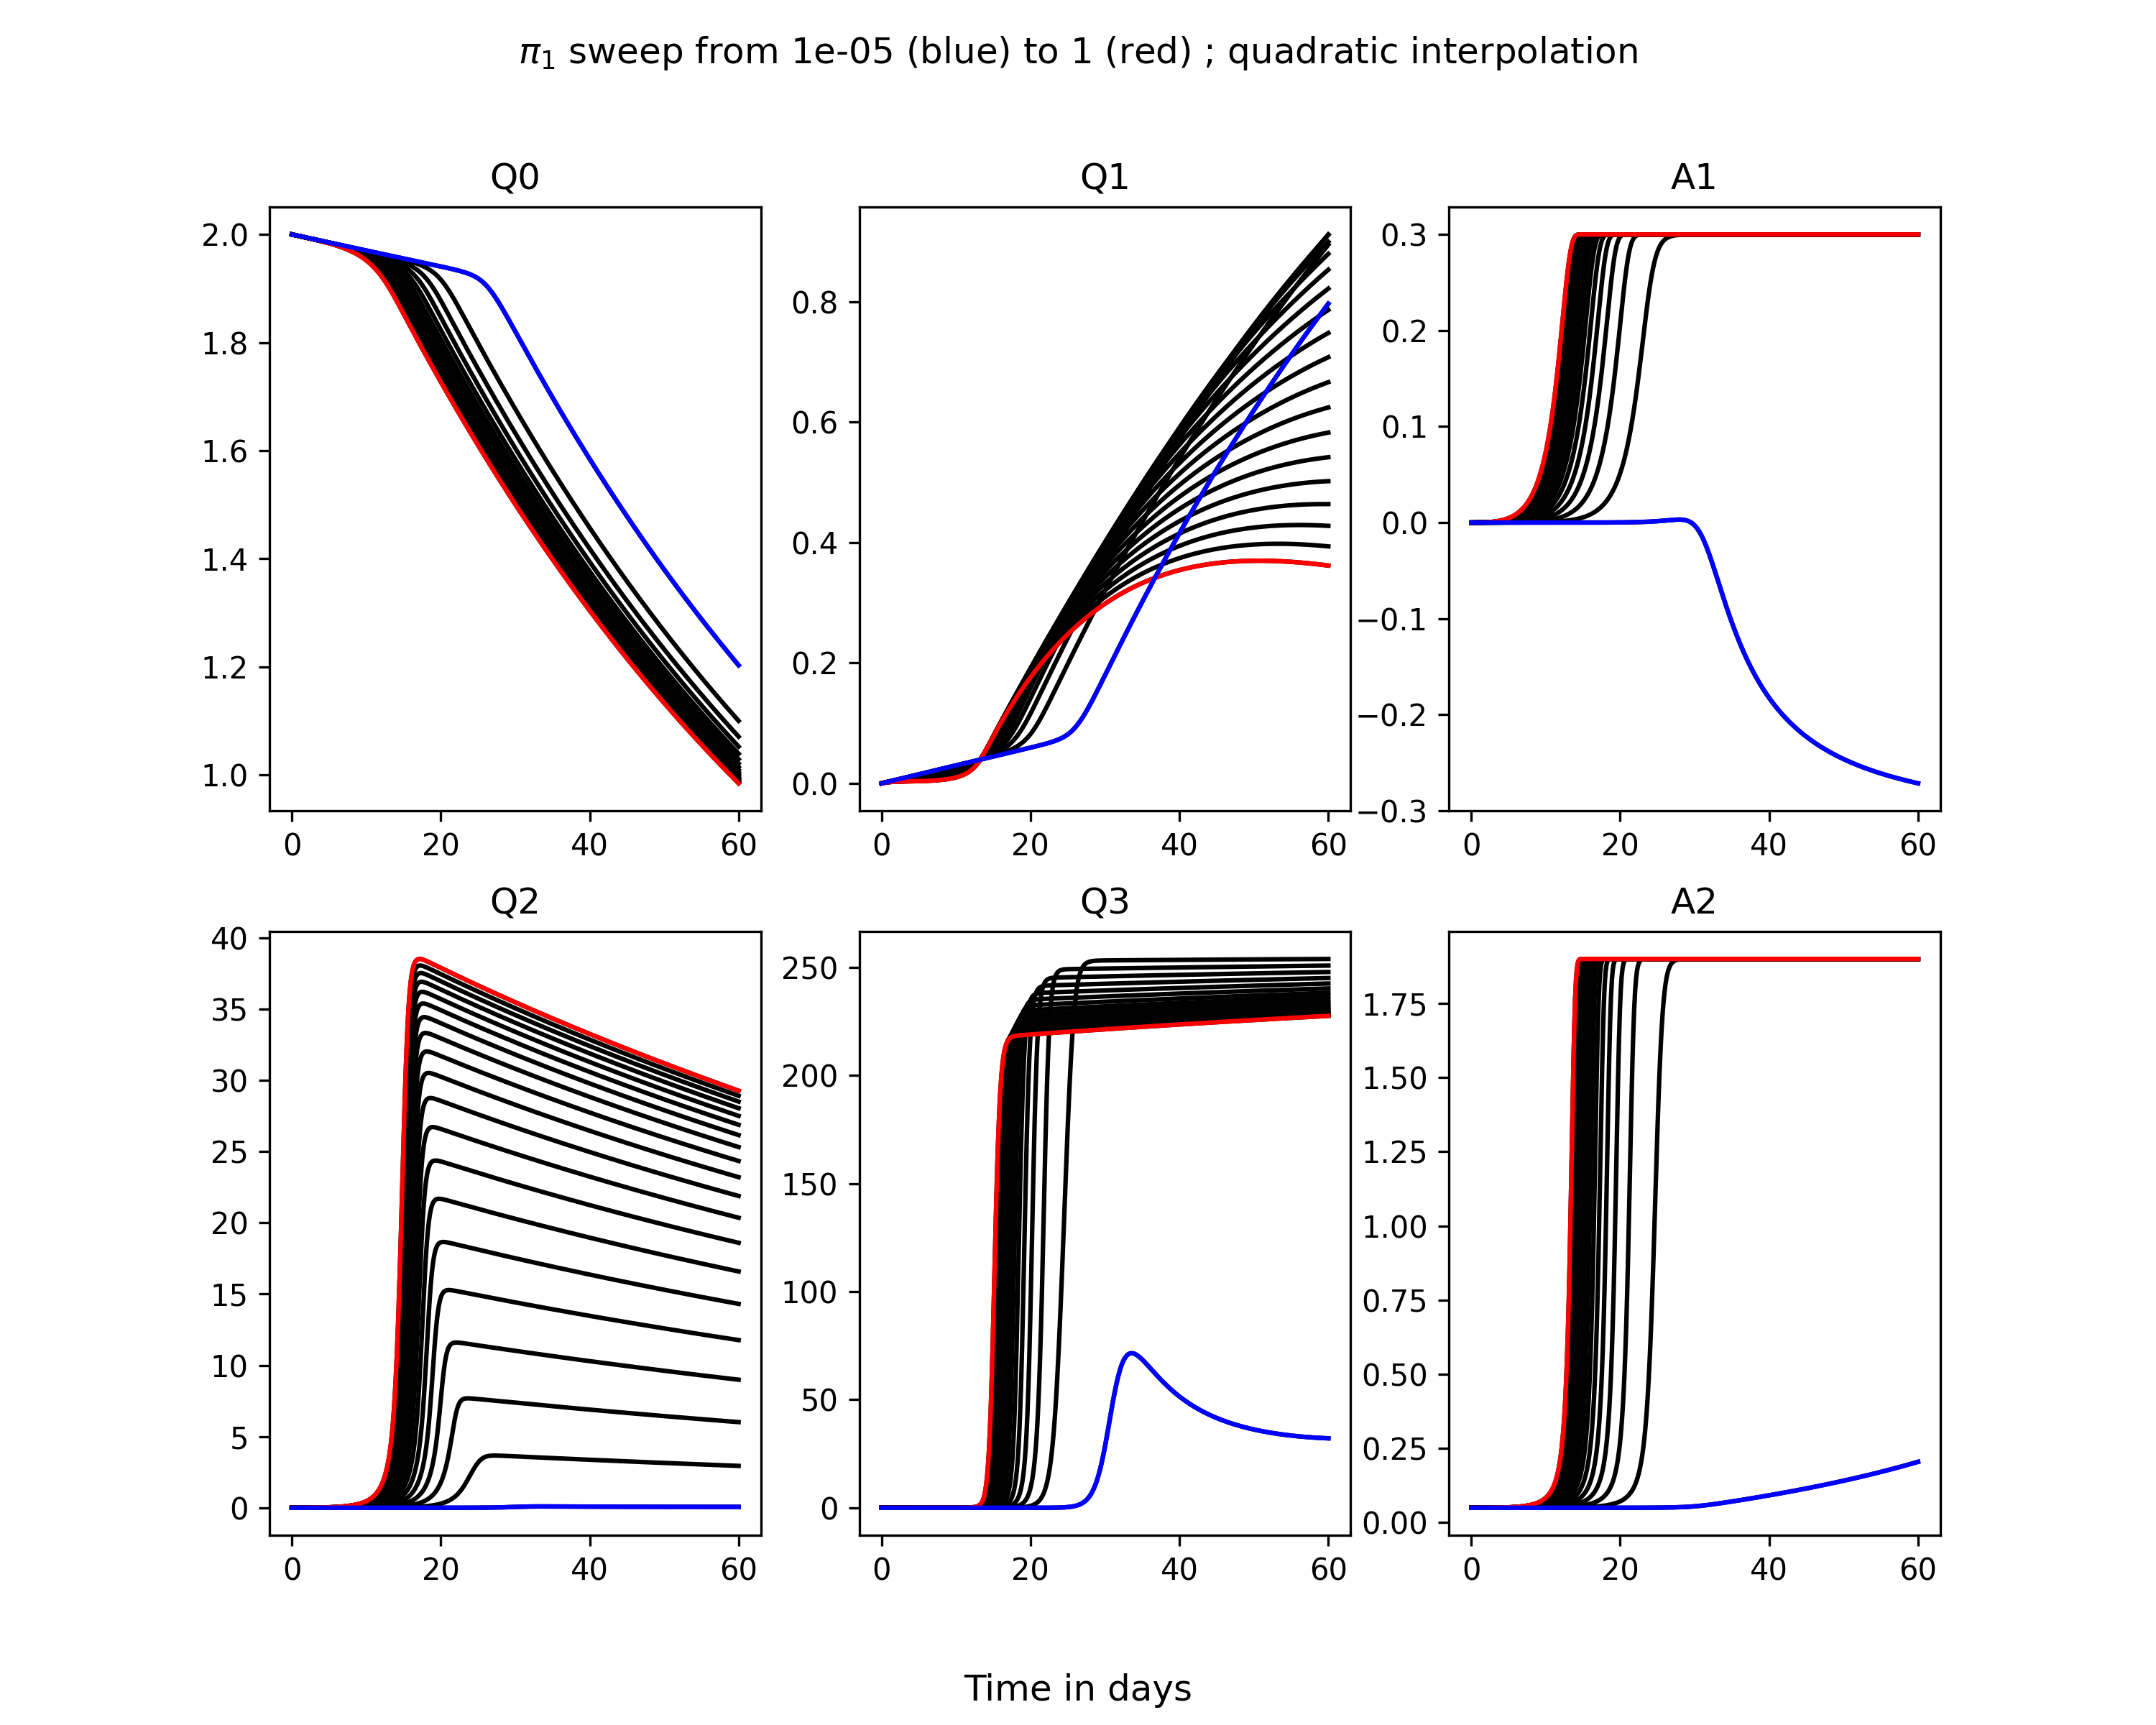 π₁ sweep from 1e-05 (blue) to 1 (red) ; quadratic interpolation
Q0
2.0
1.8
1.6
1.4
1.2
1.0
0 20 40 60
Q1
0.8
0.6
0.4
0.2
0.0
0 20 40 60
A1
0.3
0.2
0.1
0.0
−0.1
−0.2
−0.3
0 20 40 60
Q2
40
35
30
25
20
15
10
5
0
0 20 40 60
Q3
250
200
150
100
50
0
0 20 40 60
A2
1.75
1.50
1.25
1.00
0.75
0.50
0.25
0.00
0 20 40 60
Time in days